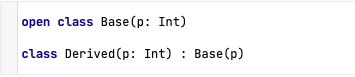 open class Base(p: Int)
class Derived(p: Int) : Base(p)